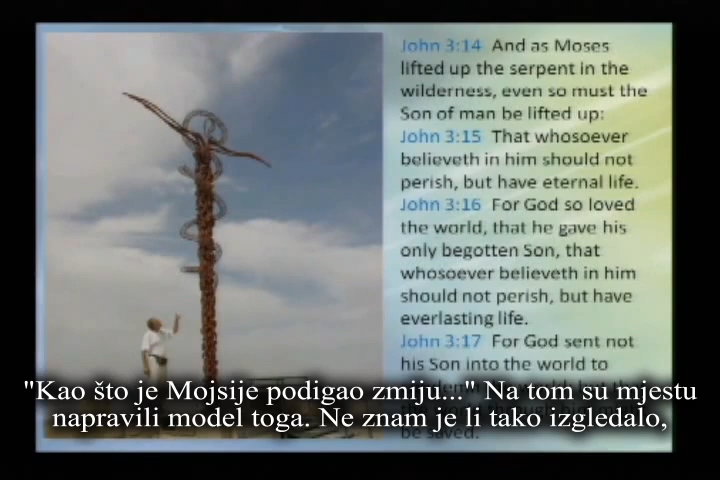 John 3:14 And as Moses
lifted up the serpent in the
wilderness, even so must the
Son of man be lifted up:
John 3:15 That whosoever
believeth in him should not
perish, but have eternal life.
John 3:16 For God so loved
the world, that he gave his
only begotten Son, that
whosoever believeth in him
should not perish, but have
everlasting life.
John 3:17 For God sent not
his Son into the world to
be saved.
"Kao što je Mojsije podigao zmiju..." Na tom su mjestu
napravili model toga. Ne znam je li tako izgledalo,